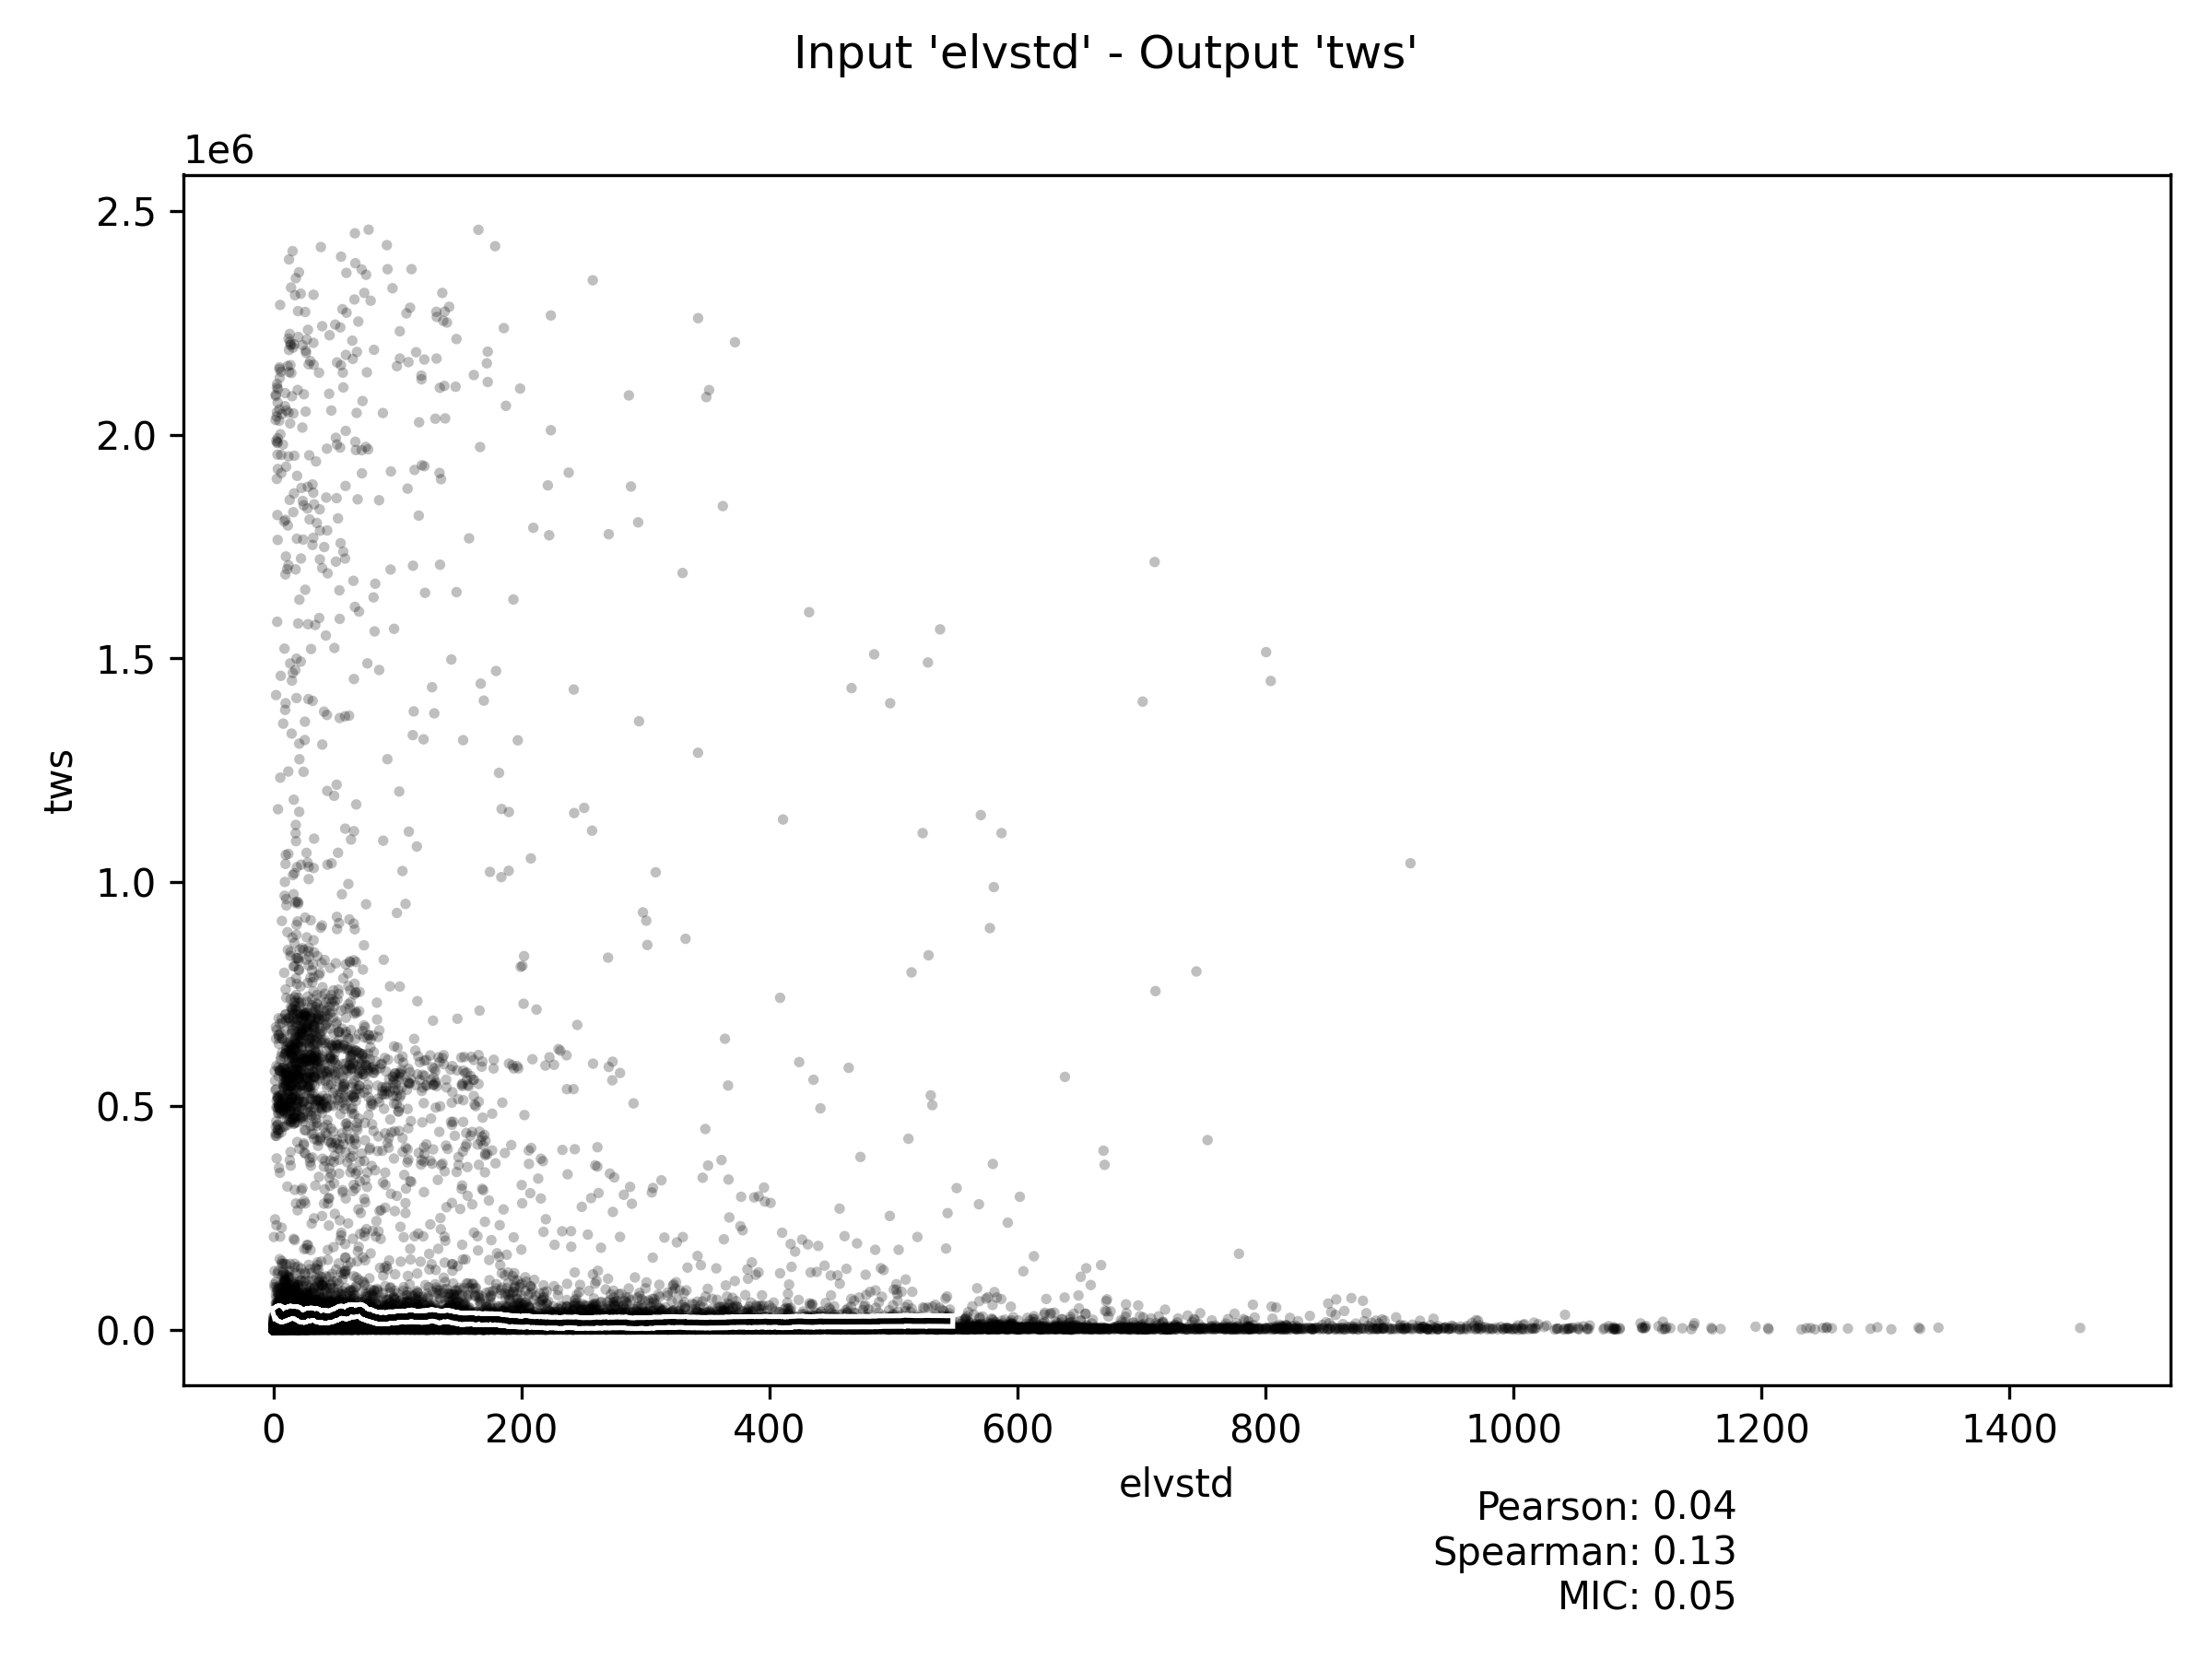 Input 'elvstd' - Output 'tws'
1e6
2.5
2.0
1.5
1.0
0.5
0.0
tws
0 200 400 600 800 1000 1200 1400
elvstd
Pearson: 0.04
Spearman: 0.13
MIC: 0.05